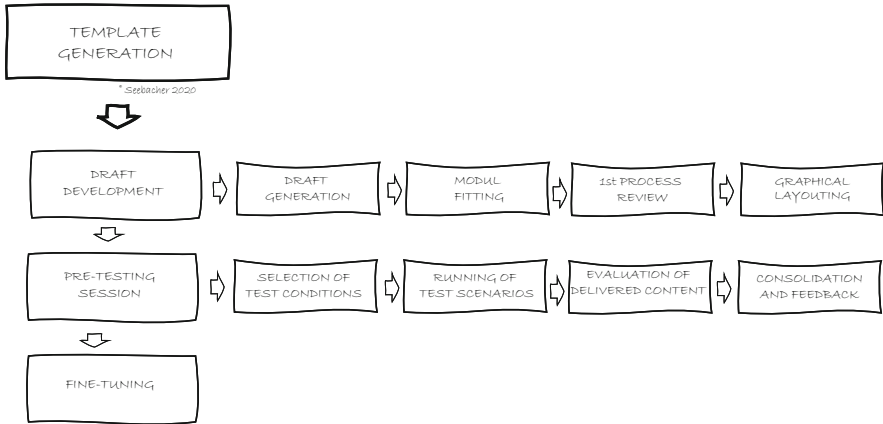 TEMPLATE
GENERATION
* Seebacher 2020
DRAFT
DEVELOPMENT
DRAFT
GENERATION
MODUL
FITTING
1st PROCESS
REVIEW
GRAPHICAL
LAYOUTING
PRE-TESTING
SESSION
SELECTION OF
TEST CONDITIONS
RUNNING OF
TEST SCENARIOS
EVALUATION OF
DELIVERED CONTENT
CONSOLIDATION
AND FEEDBACK
FINE-TUNING